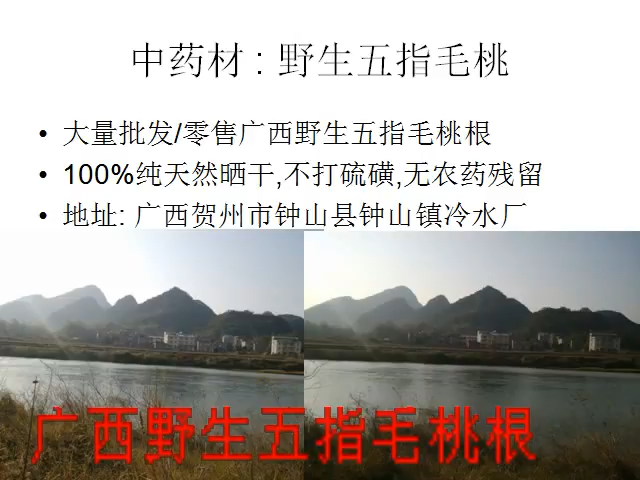 中药材 : 野生五指毛桃
• 大量批发/零售广西野生五指毛桃根
• 100%纯天然晒干,不打硫磺,无农药残留
• 地址: 广西贺州市钟山县钟山镇冷水厂
广西野生五指毛桃根